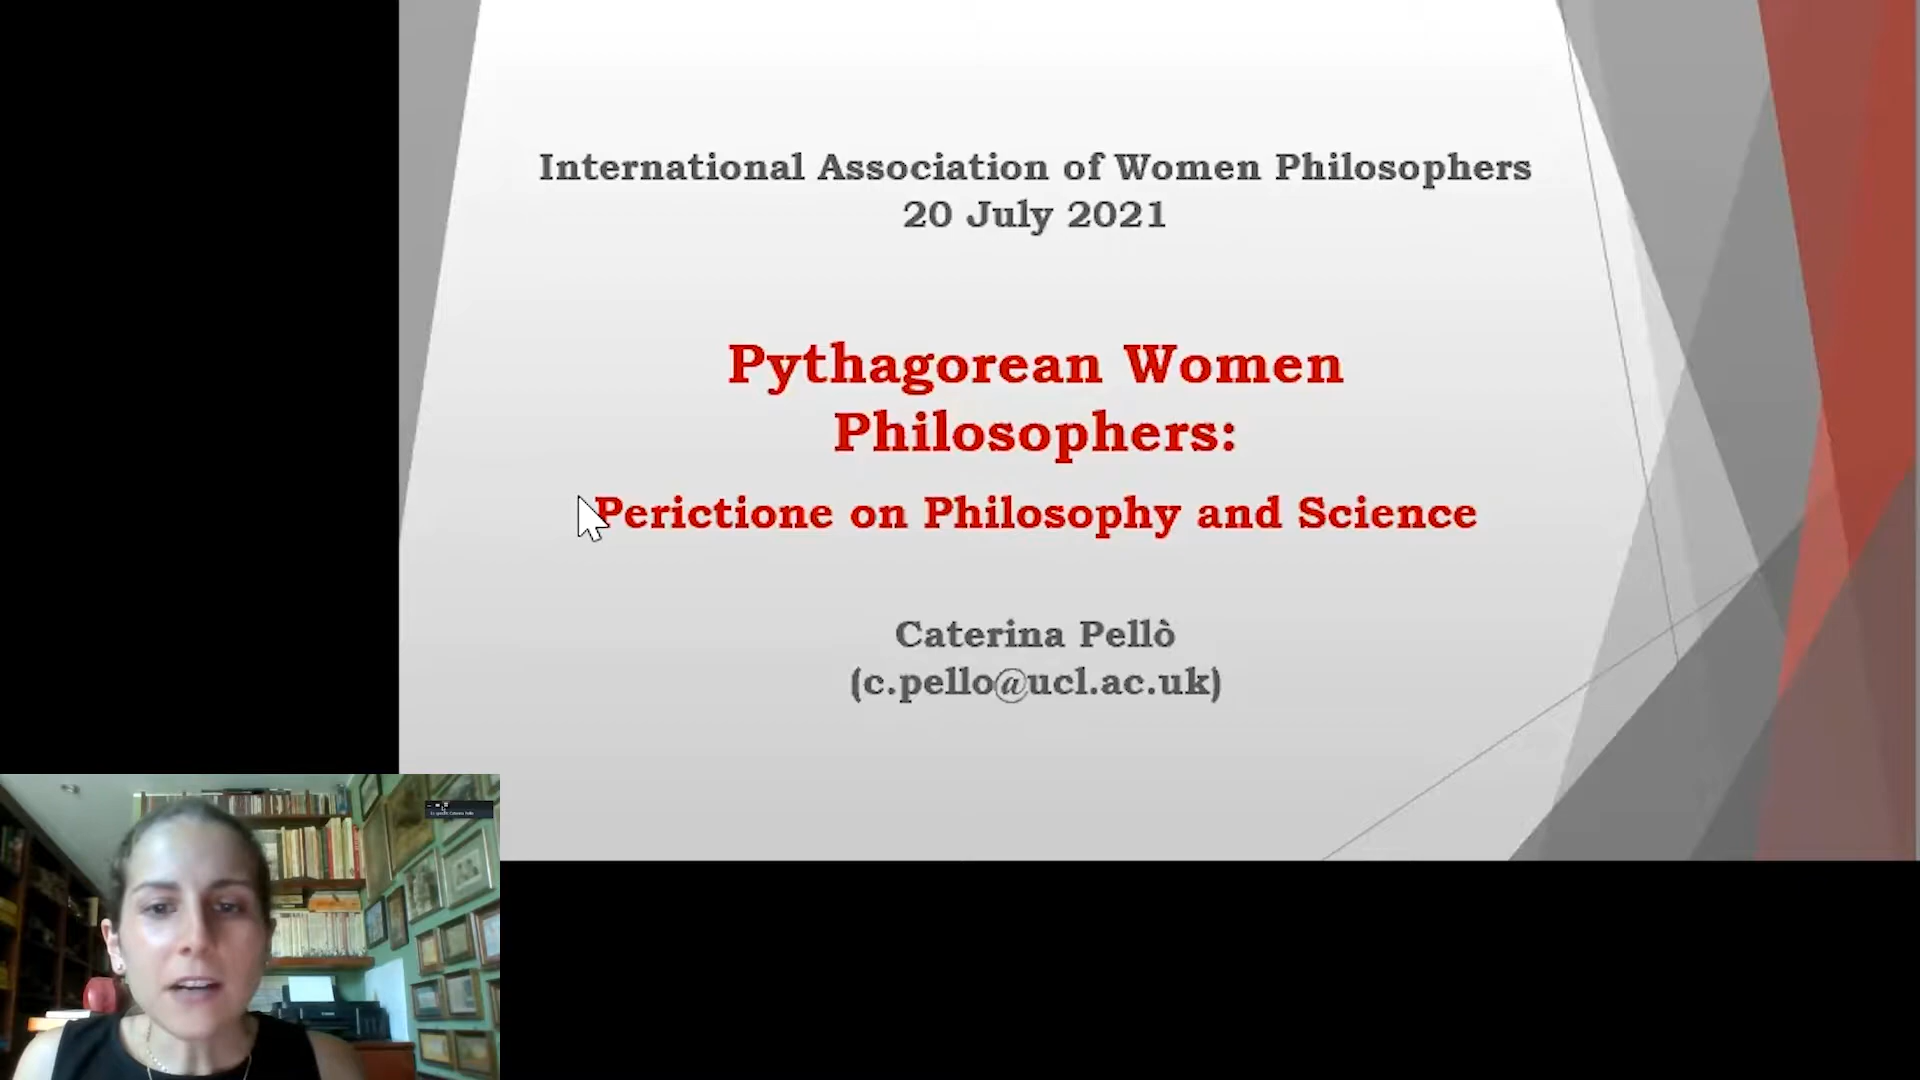 International Association of Women Philosophers
20 July 2021
Pythagorean Women
Philosophers:
Perictione on Philosophy and Science
Caterina Pellò
(c.pello@ucl.ac.uk)